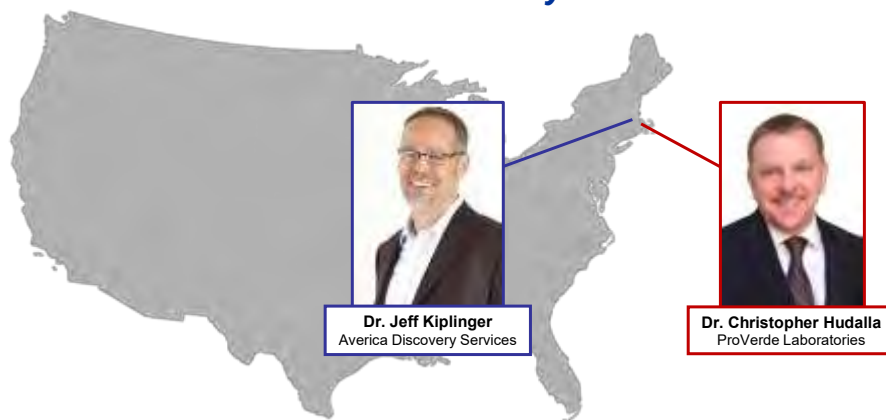 Dr. Jeff Kiplinger
Averica Discovery Services
Dr. Christopher Hudalla
ProVerde Laboratories